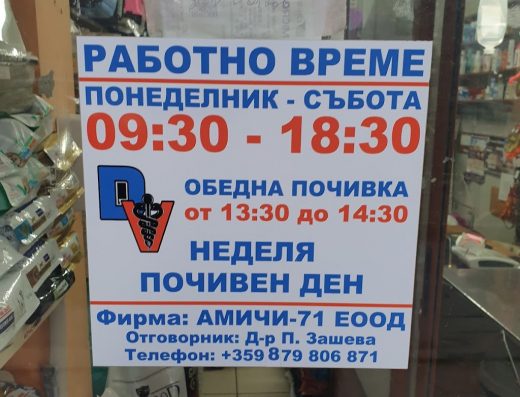 РАБОТНО ВРЕМЕ
ПОНЕДЕЛНИК - СЪБОТА
09:30 - 18:30
DV
ОБЕДНА ПОЧИВКА
от 13:30 до 14:30
НЕДЕЛЯ
ПОЧИВЕН ДЕН
Фирма: АМИЧИ-71 ЕООД
Отговорник: Д-р П. Зашева
Телефон: +359 879 806 871